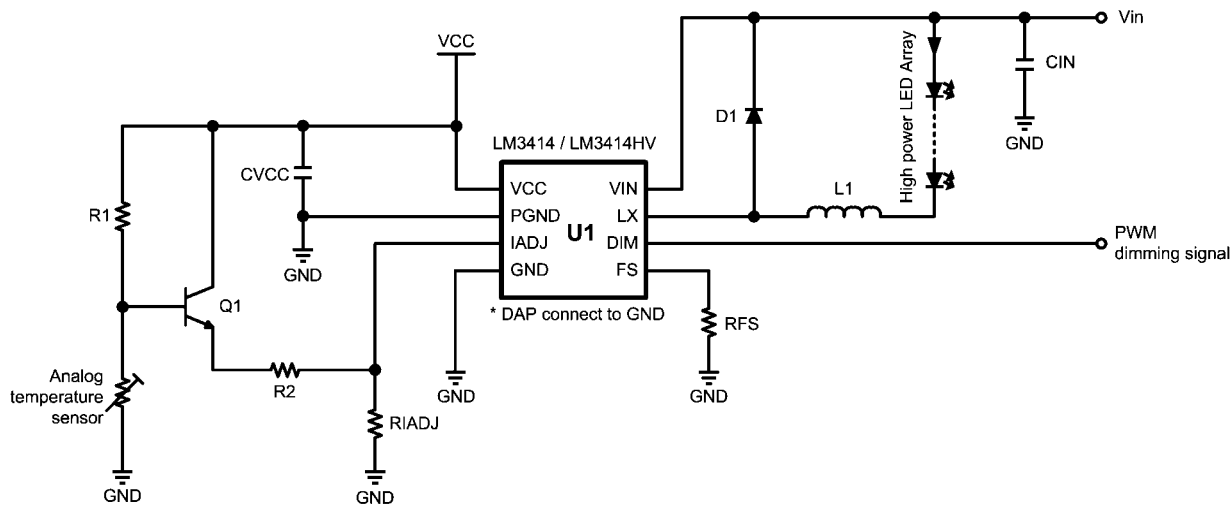 VCC
Vin
High power LED Array
CIN
GND
D1
LM3414 / LM3414HV
CVCC
VCC
VIN
L1
R1
PGND
LX
U1
IADJ
DIM
PWM
dimming signal
GND
GND
FS
Q1
* DAP connect to GND
RFS
R2
Analog
temperature
sensor
GND
GND
RIADJ
GND
GND